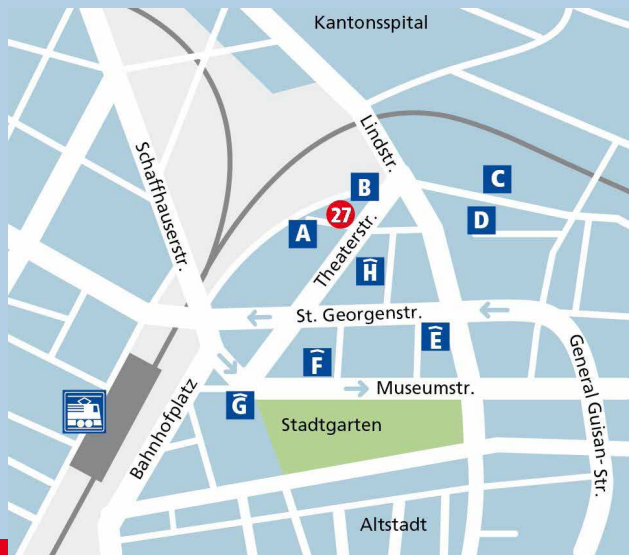 Kantonsspital
Lindstr.
Schaffhauserstr.
B
C
27
A
D
Theaterstr.
H
St. Georgenstr.
E
F
General Guisan-Str.
Museumstr.
G
Bahnhofplatz
Stadtgarten
Altstadt